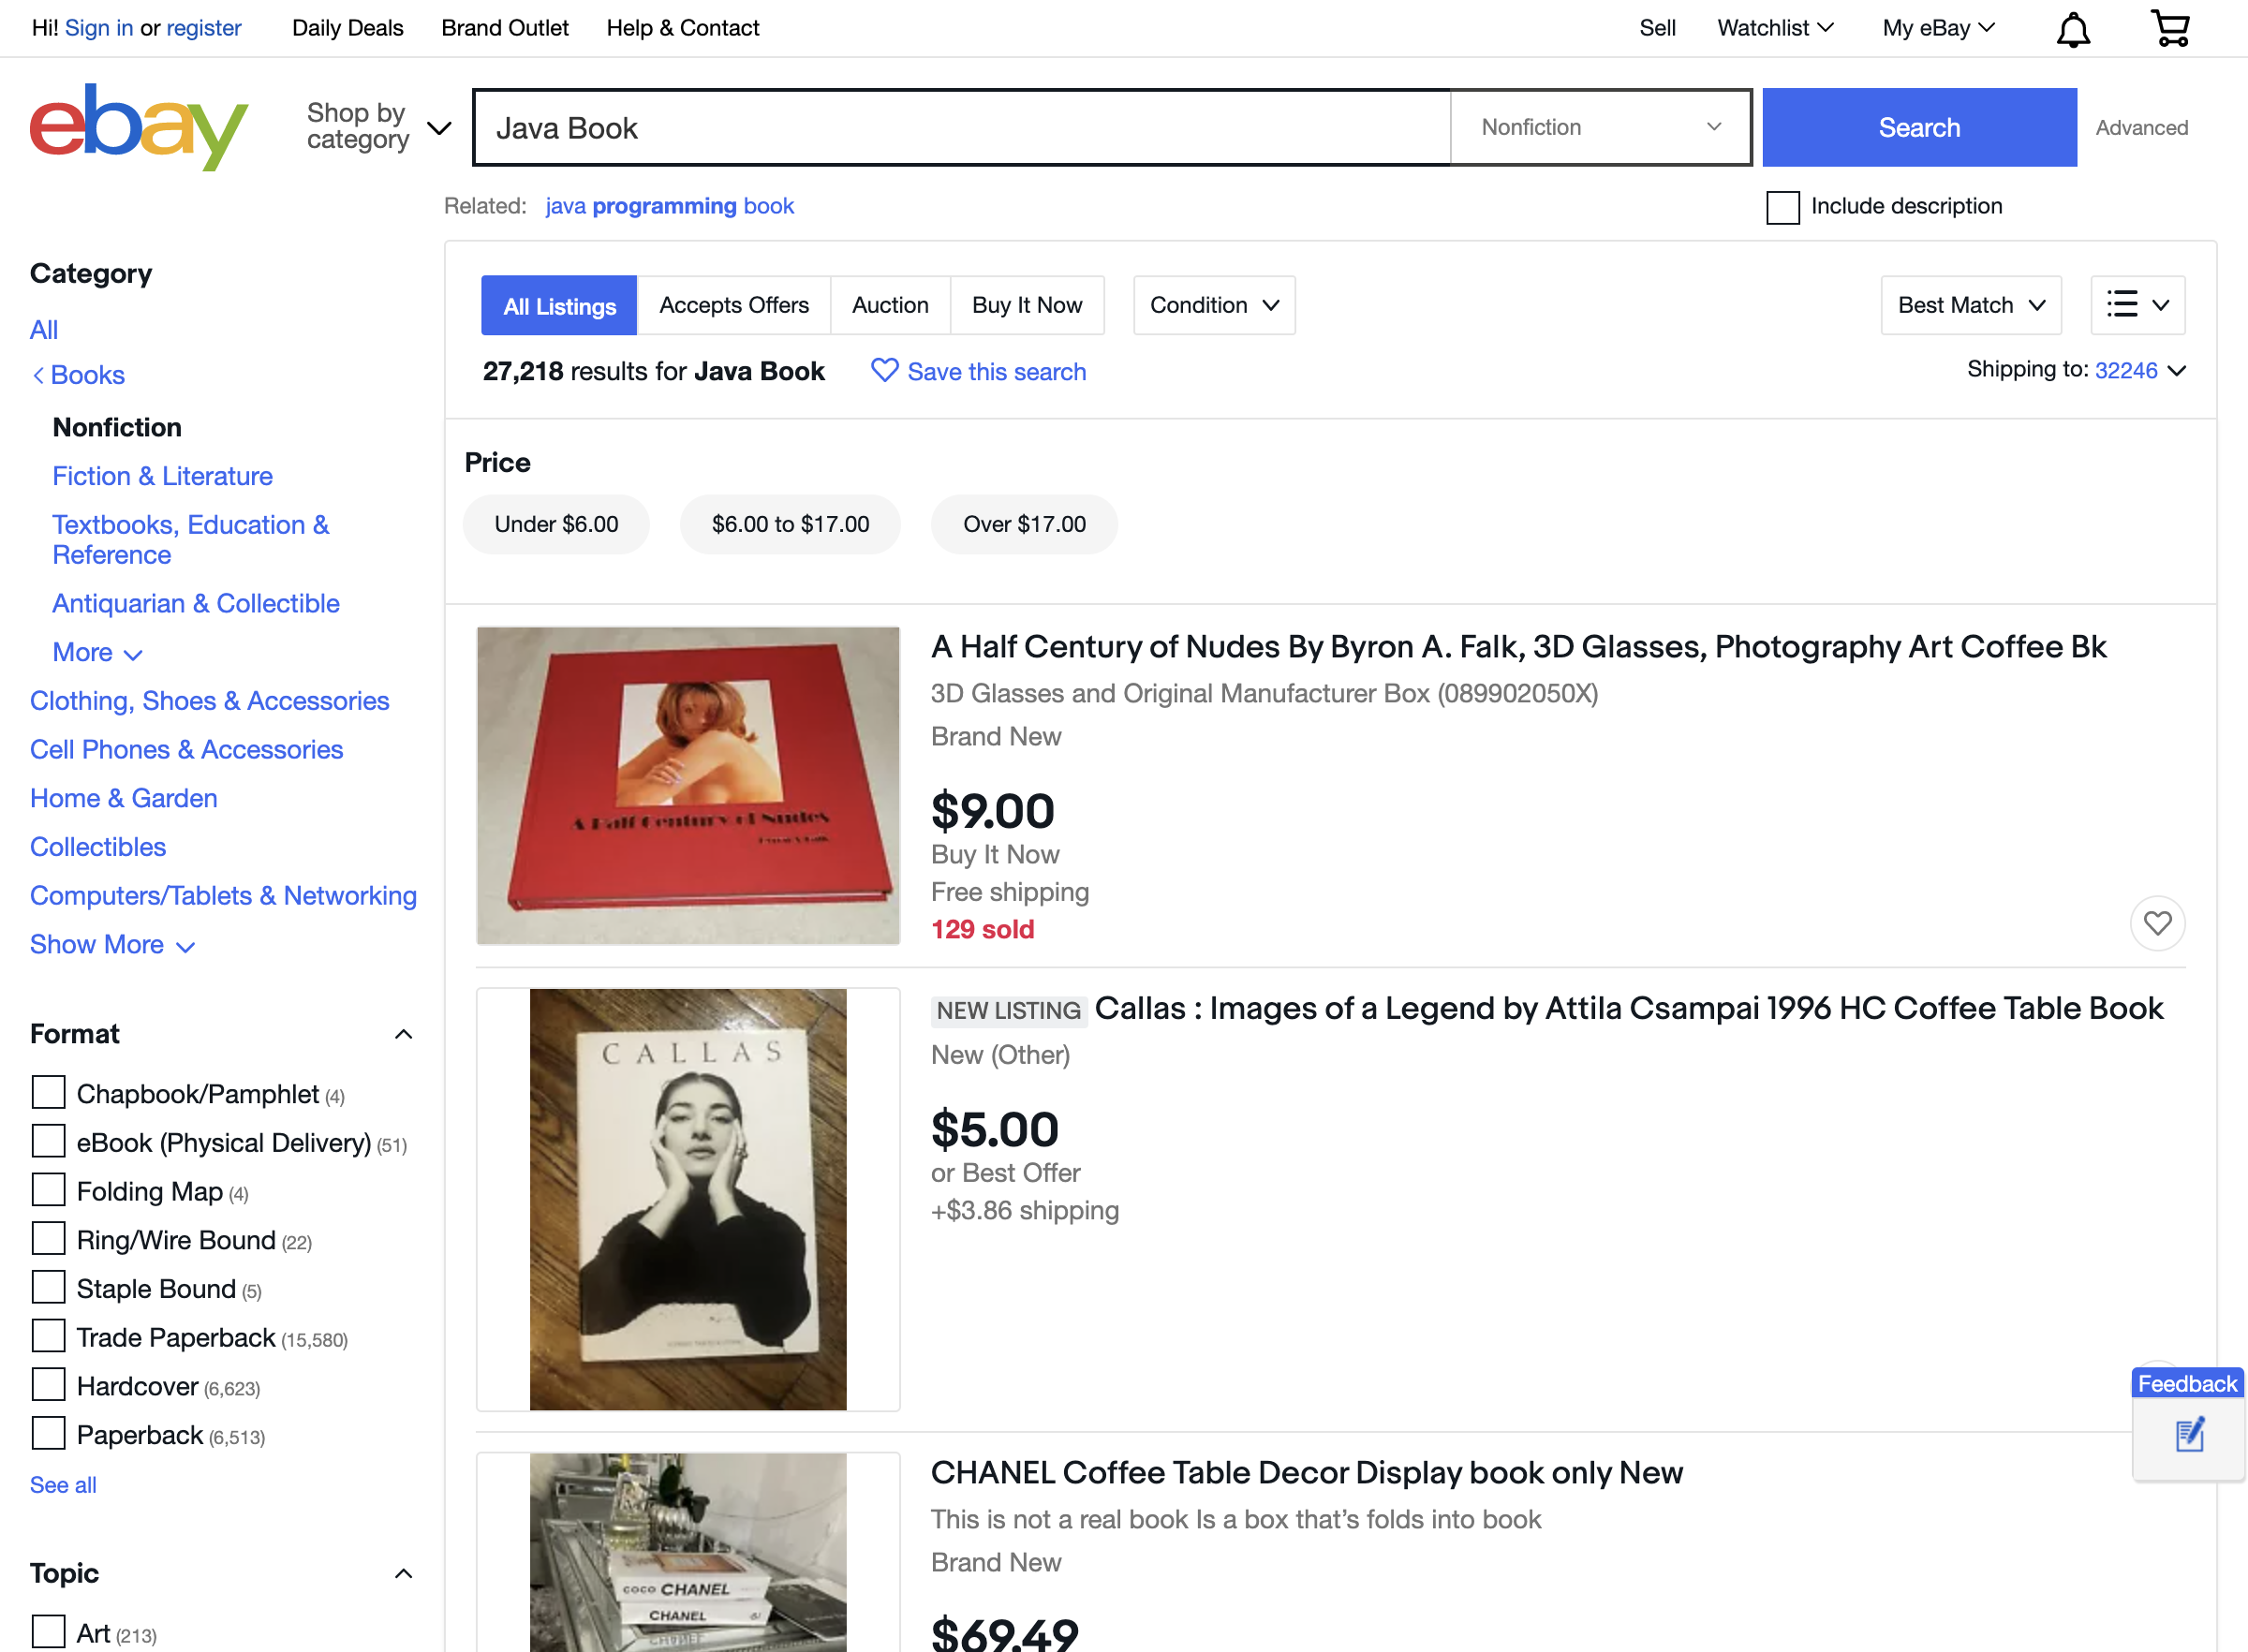 Hi! Sign in or register Daily Deals Brand Outlet Help & Contact Sell Watchlist My eBay
ebay
Shop by category
Java Book
Nonfiction
Search
Advanced
Related: java programming book
Include description
Category
All
Books
Nonfiction
Fiction & Literature
Textbooks, Education &
Reference
Antiquarian & Collectible
More
Clothing, Shoes & Accessories
Cell Phones & Accessories
Home & Garden
Collectibles
Computers/Tablets & Networking
Show More
Format
Chapbook/Pamphlet (4)
eBook (Physical Delivery) (51)
Folding Map (4)
Ring/Wire Bound (22)
Staple Bound (5)
Trade Paperback (15,580)
Hardcover (6,623)
Paperback (6,513)
See all
Topic
Art (213)
All Listings Accepts Offers Auction Buy It Now Condition Best Match
27,218 results for Java Book Save this search Shipping to: 32246
Price
Under $6.00 $6.00 to $17.00 Over $17.00
A Half Century of Nudes
A Half Century of Nudes By Byron A. Falk, 3D Glasses, Photography Art Coffee Bk
3D Glasses and Original Manufacturer Box (089902050X)
Brand New
$9.00
Buy It Now
Free shipping
129 sold
CALLAS
NEW LISTING Callas : Images of a Legend by Attila Csampai 1996 HC Coffee Table Book
New (Other)
$5.00
or Best Offer
+$3.86 shipping
Feedback
COCO CHANEL
CHANEL
CHANEL Coffee Table Decor Display book only New
This is not a real book Is a box that's folds into book
Brand New
$69.49